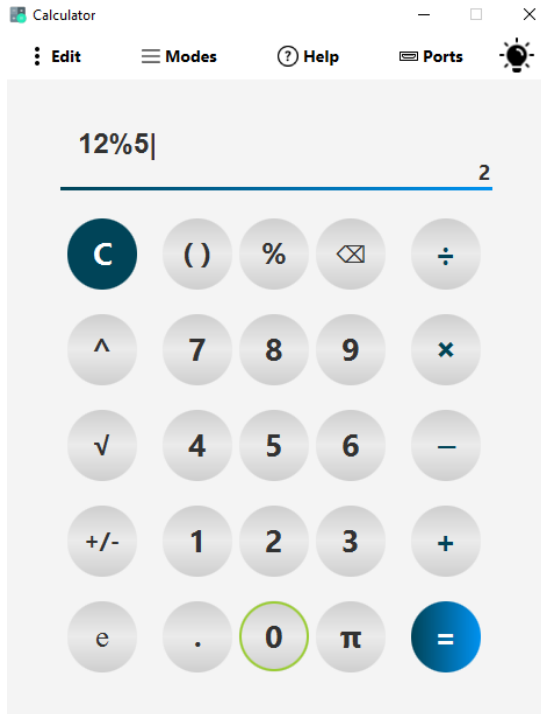 Calculator
Edit Modes Help Ports
12%5
2
C ( ) % ⌫ ÷
^ 7 8 9 ×
√ 4 5 6 −
+/- 1 2 3 +
e . 0 π =